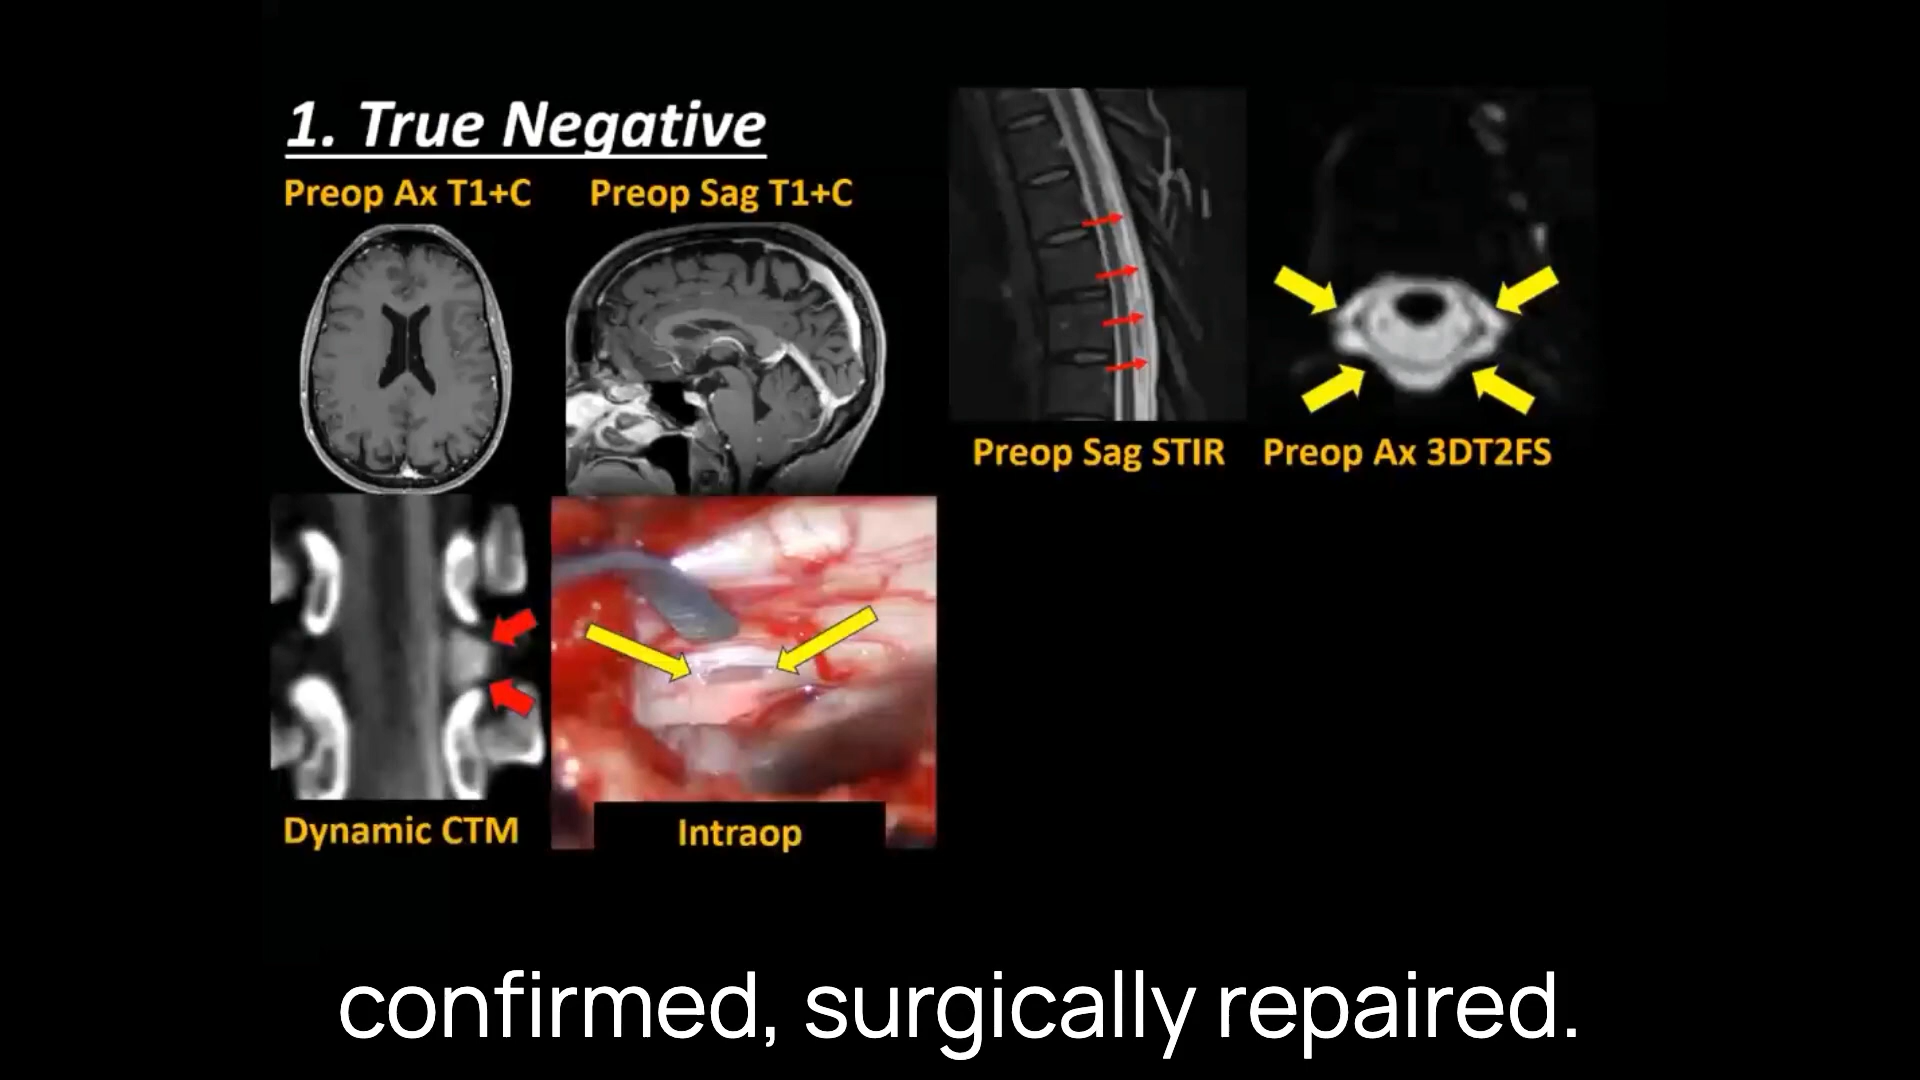 1. True Negative
Preop Ax T1+C
Preop Sag T1+C
Preop Sag STIR
Preop Ax 3DT2FS
Dynamic CTM
Intraop
confirmed, surgically repaired.